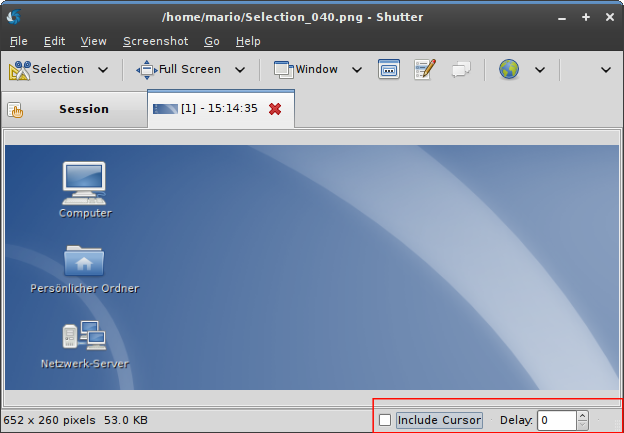 /home/mario/Selection_040.png - Shutter
File Edit View Screenshot Go Help
Selection Full Screen Window
Session [1] - 15:14:35
Computer
Persönlicher Ordner
Netzwerk-Server
652 x 260 pixels 53.0 KB Include Cursor Delay: 0